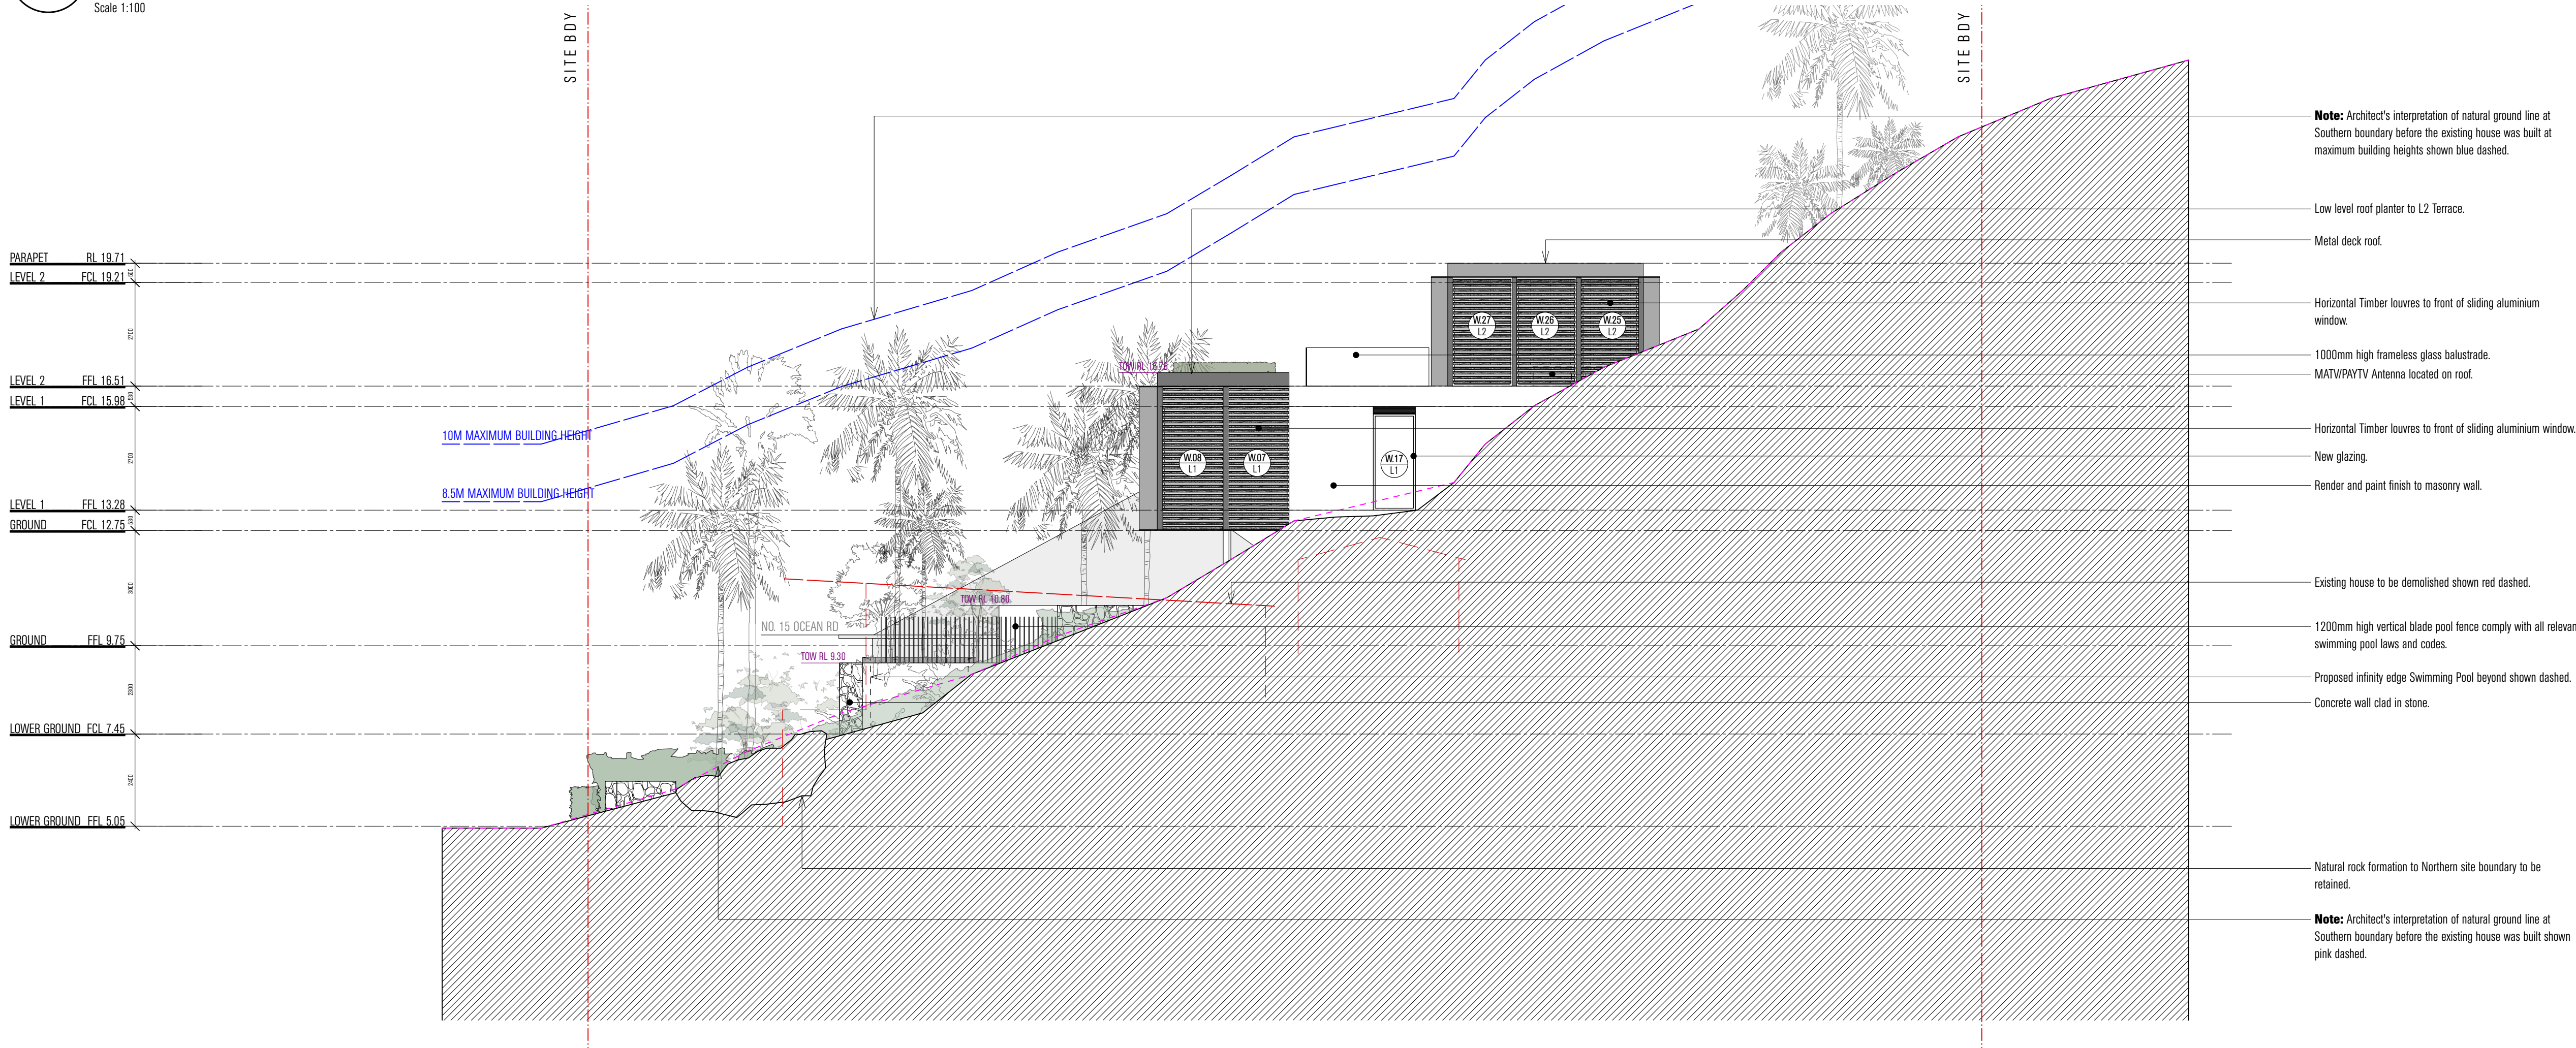 Scale 1:100
SITE BDY
SITE BDY
PARAPET RL 19.71
500
LEVEL 2 FCL 19.21
2700
LEVEL 2 FFL 16.51
530
LEVEL 1 FCL 15.98
2700
LEVEL 1 FFL 13.28
530
GROUND FCL 12.75
3000
GROUND FFL 9.75
2300
LOWER GROUND FCL 7.45
2400
LOWER GROUND FFL 5.05
10M MAXIMUM BUILDING HEIGHT
8.5M MAXIMUM BUILDING HEIGHT
W.27
L2
W.26
L2
W.25
L2
W.08
L1
W.07
L1
W.17
L1
TOW RL 10.80
NO. 15 OCEAN RD
TOW RL 9.30
Note: Architect's interpretation of natural ground line at
Southern boundary before the existing house was built at
maximum building heights shown blue dashed.
Low level roof planter to L2 Terrace.
Metal deck roof.
Horizontal Timber louvres to front of sliding aluminium
window.
1000mm high frameless glass balustrade.
MATV/PAYTV Antenna located on roof.
Horizontal Timber louvres to front of sliding aluminium window.
New glazing.
Render and paint finish to masonry wall.
Existing house to be demolished shown red dashed.
1200mm high vertical blade pool fence comply with all relevan
swimming pool laws and codes.
Proposed infinity edge Swimming Pool beyond shown dashed.
Concrete wall clad in stone.
Natural rock formation to Northern site boundary to be
retained.
Note: Architect's interpretation of natural ground line at
Southern boundary before the existing house was built shown
pink dashed.